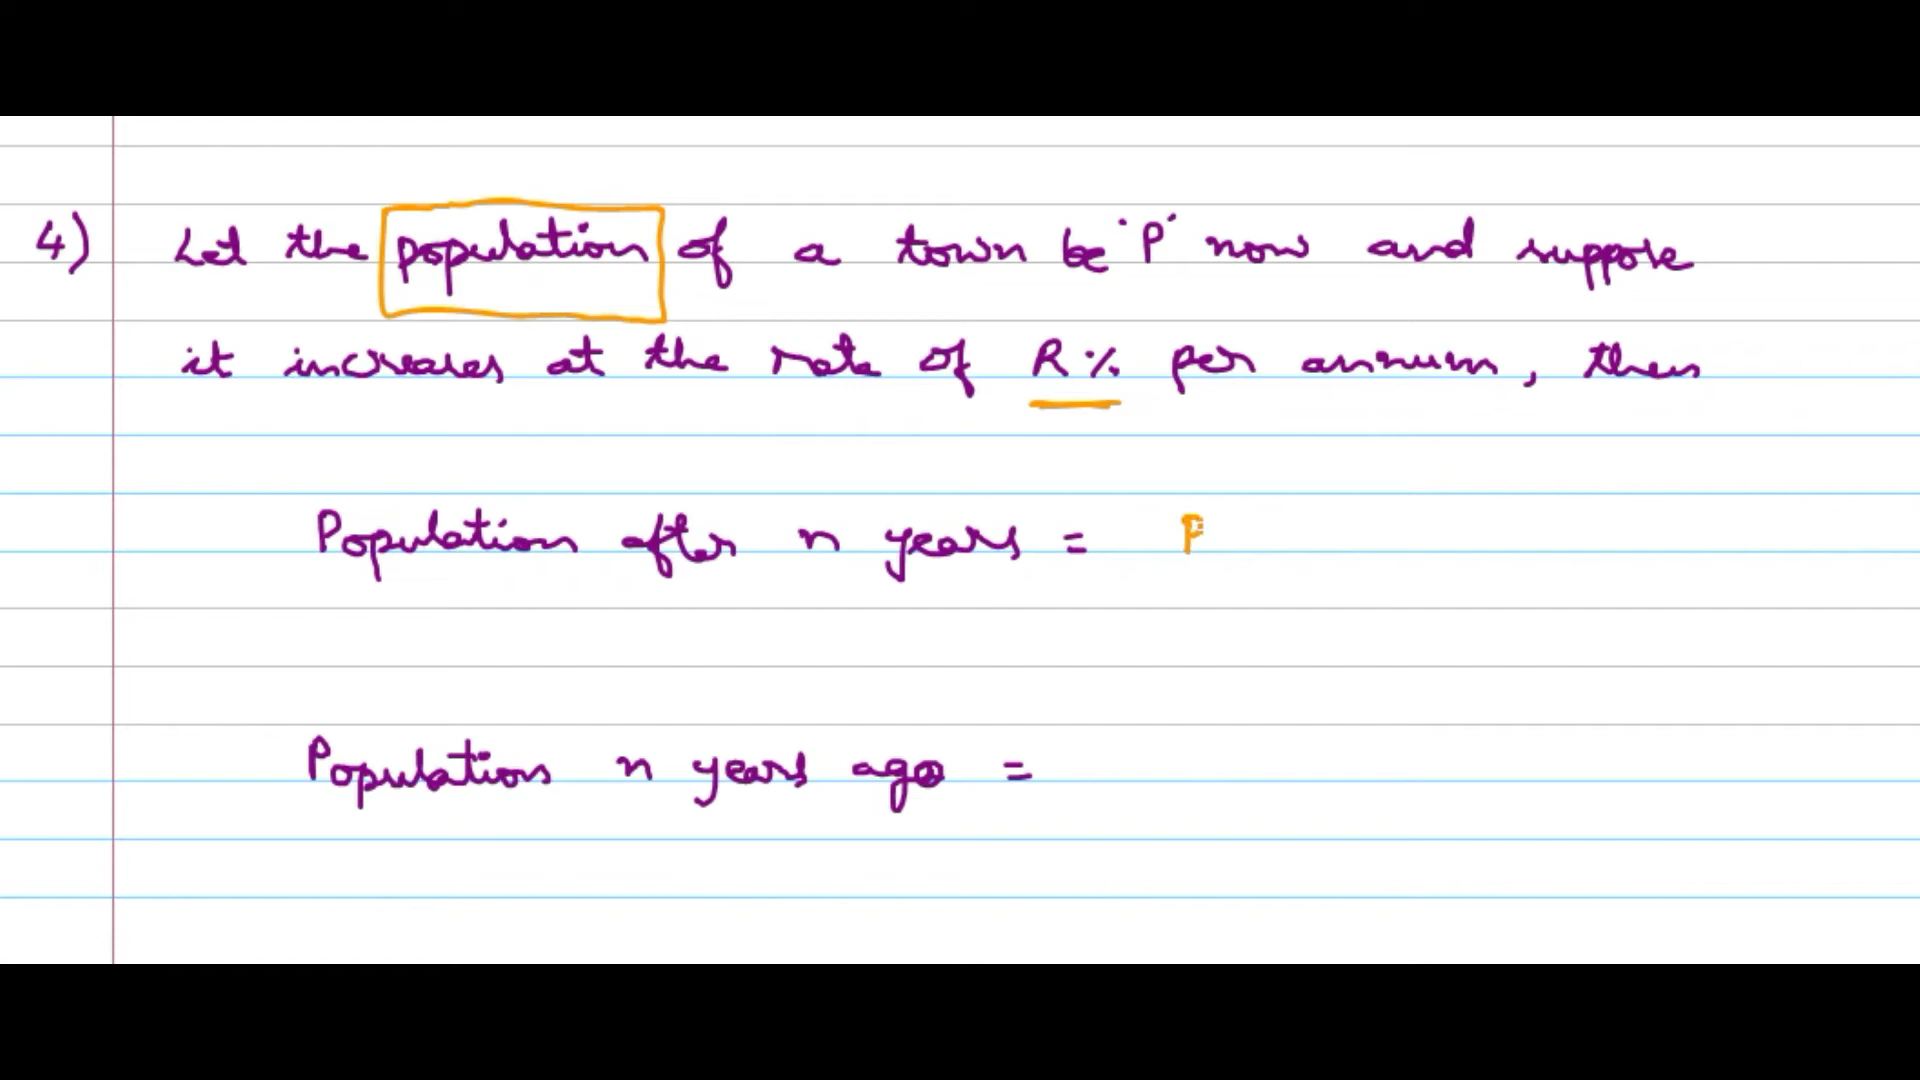 4) Let the population of a town be 'P' now and suppose
it increases at the rate of R% per annum, then
Population after n years = P
Population n years ago =